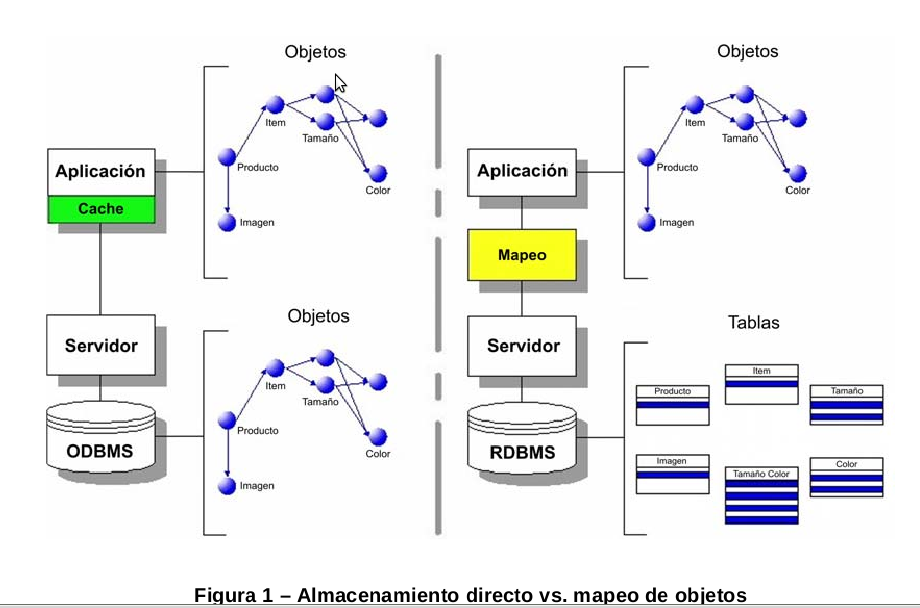 Objetos
Item
Tamaño
Producto
Color
Imagen
Aplicación
Cache
Servidor
ODBMS
Objetos
Item
Tamaño
Producto
Color
Imagen
Objetos
Item
Tamaño
Producto
Color
Imagen
Aplicación
Mapeo
Servidor
RDBMS
Tablas
Item
Producto
Tamaño
Imagen
Tamaño Color
Color
Figura 1 – Almacenamiento directo vs. mapeo de objetos